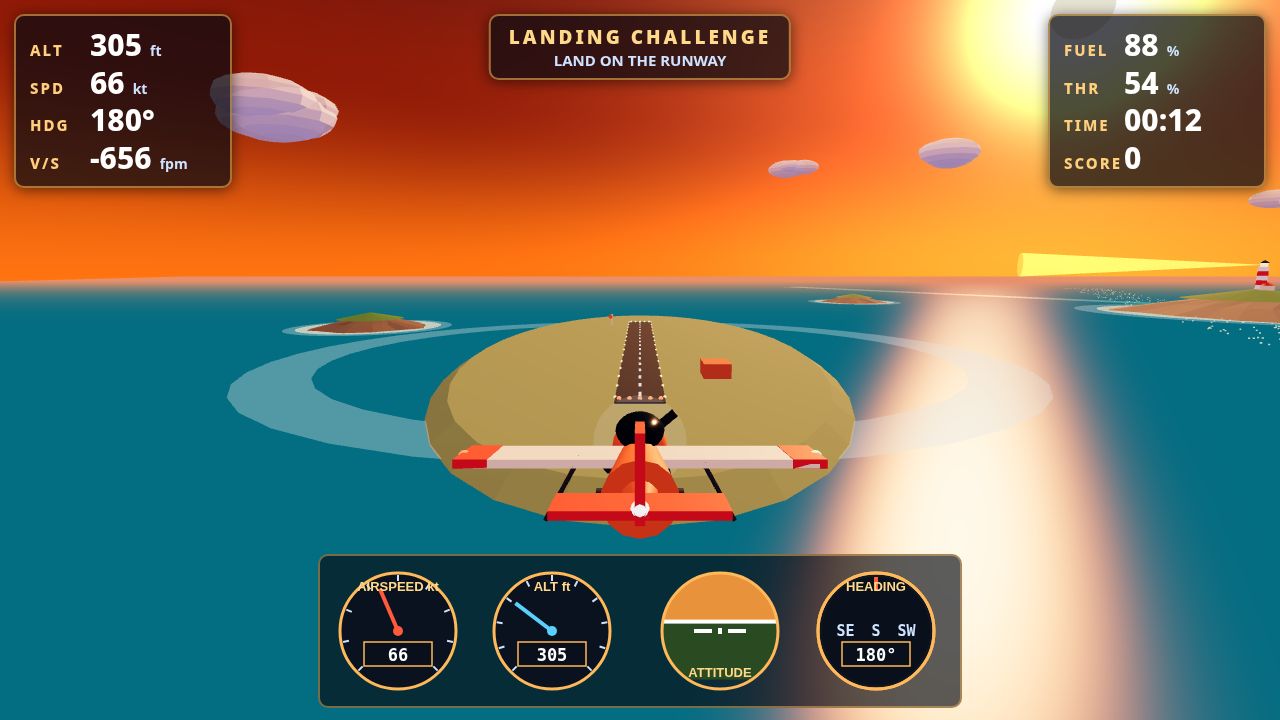 ALT 305 ft
SPD 66 kt
HDG 180°
V/S -656 fpm
LANDING CHALLENGE
LAND ON THE RUNWAY
FUEL 88 %
THR 54 %
TIME 00:12
SCORE 0
AIRSPEED kt
66
ALT ft
305
ATTITUDE
HEADING
SE S SW
180°